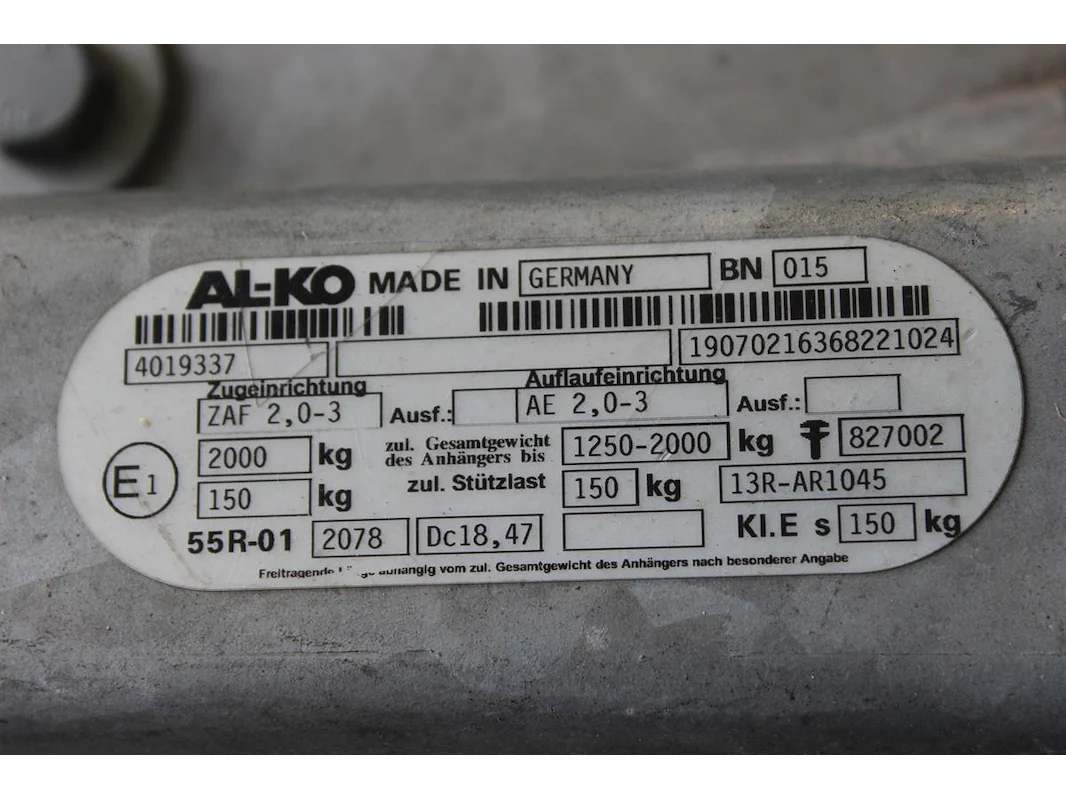 AL-KO MADE IN GERMANY BN 015
4019337 19070216368221024
Zugeinrichtung Auflaufeinrichtung
ZAF 2,0-3 Ausf.: AE 2,0-3 Ausf.:
E1 2000 kg zul. Gesamtgewicht des Anhängers bis 1250-2000 kg 827002
150 kg zul. Stützlast 150 kg 13R-AR1045
55R-01 2078 Dc18,47 KI.E s 150 kg
Freitragende abhängig vom zul. Gesamtgewicht des Anhängers nach besonderer Angabe